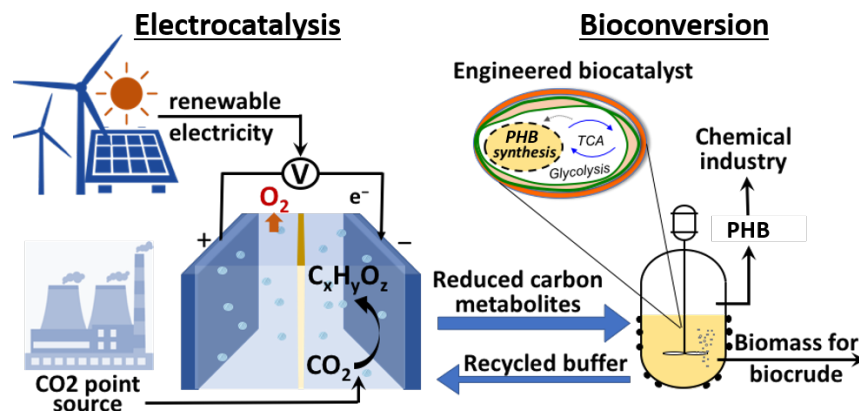 Electrocatalysis
Bioconversion
renewable
electricity
V
O₂
e⁻
+
−
CₓHᵧO_z
CO₂
CO2 point
source
Engineered biocatalyst
PHB
synthesis
TCA
Glycolysis
Chemical
industry
PHB
Reduced carbon
metabolites
Recycled buffer
Biomass for
biocrude